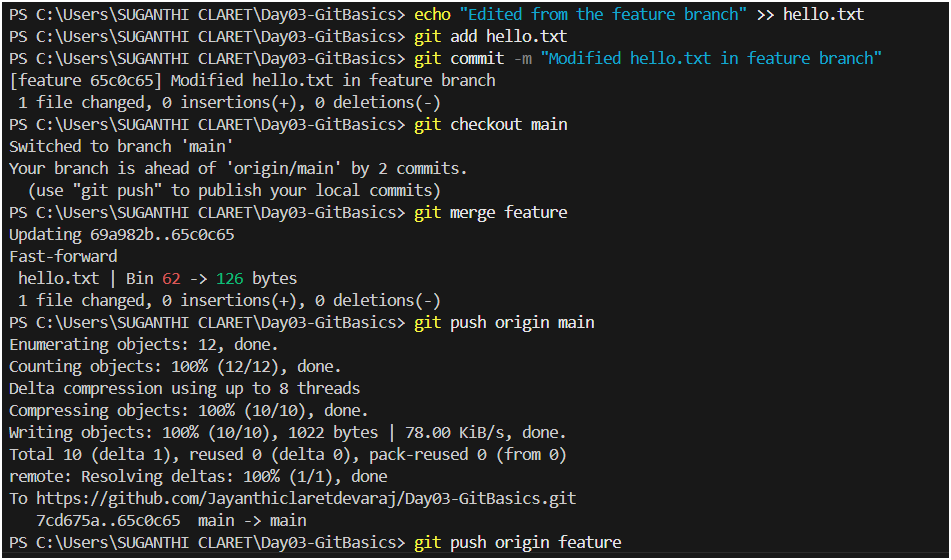 PS C:\Users\SUGANTHI CLARET\Day03-GitBasics> echo "Edited from the feature branch" >> hello.txt
PS C:\Users\SUGANTHI CLARET\Day03-GitBasics> git add hello.txt
PS C:\Users\SUGANTHI CLARET\Day03-GitBasics> git commit -m "Modified hello.txt in feature branch"
[feature 65c0c65] Modified hello.txt in feature branch
 1 file changed, 0 insertions(+), 0 deletions(-)
PS C:\Users\SUGANTHI CLARET\Day03-GitBasics> git checkout main
Switched to branch 'main'
Your branch is ahead of 'origin/main' by 2 commits.
  (use "git push" to publish your local commits)
PS C:\Users\SUGANTHI CLARET\Day03-GitBasics> git merge feature
Updating 69a982b..65c0c65
Fast-forward
 hello.txt | Bin 62 -> 126 bytes
 1 file changed, 0 insertions(+), 0 deletions(-)
PS C:\Users\SUGANTHI CLARET\Day03-GitBasics> git push origin main
Enumerating objects: 12, done.
Counting objects: 100% (12/12), done.
Delta compression using up to 8 threads
Compressing objects: 100% (10/10), done.
Writing objects: 100% (10/10), 1022 bytes | 78.00 KiB/s, done.
Total 10 (delta 1), reused 0 (delta 0), pack-reused 0 (from 0)
remote: Resolving deltas: 100% (1/1), done
To https://github.com/Jayanthiclaretdevaraj/Day03-GitBasics.git
   7cd675a..65c0c65  main -> main
PS C:\Users\SUGANTHI CLARET\Day03-GitBasics> git push origin feature